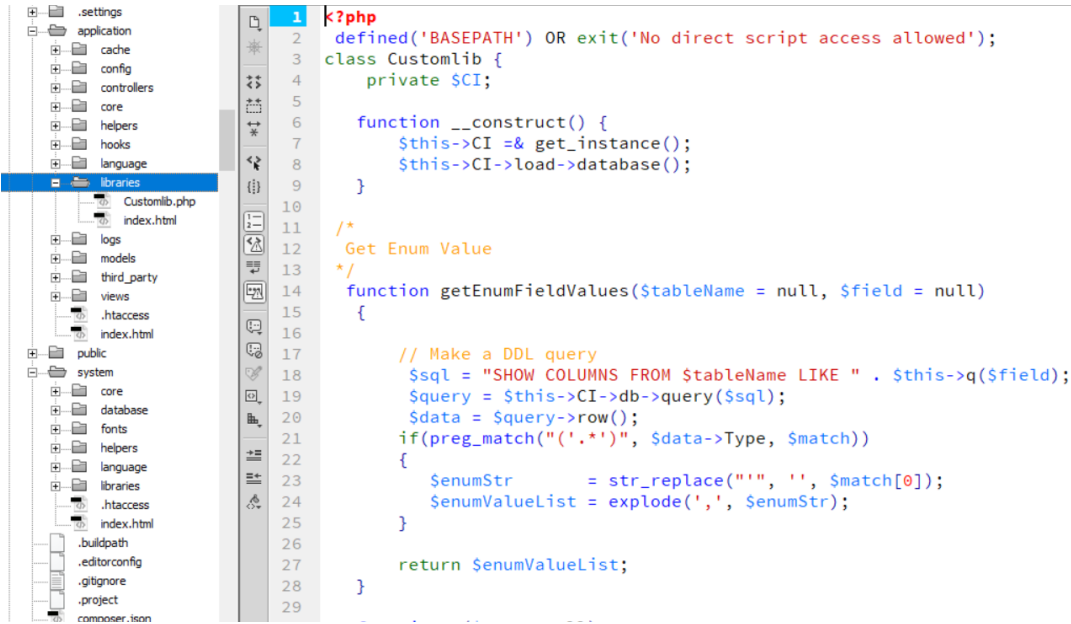 .settings
application
cache
config
controllers
core
helpers
hooks
language
libraries
Customlib.php
index.html
logs
models
third_party
views
.htaccess
index.html
public
system
core
database
fonts
helpers
language
libraries
.htaccess
index.html
.buildpath
.editorconfig
.gitignore
.project
composer.json
1 <?php
2 defined('BASEPATH') OR exit('No direct script access allowed');
3 class Customlib {
4 private $CI;
5
6 function __construct() {
7 $this->CI =& get_instance();
8 $this->CI->load->database();
9 }
10
11 /*
12 Get Enum Value
13 */
14 function getEnumFieldValues($tableName = null, $field = null)
15 {
16
17 // Make a DDL query
18 $sql = "SHOW COLUMNS FROM $tableName LIKE " . $this->q($field);
19 $query = $this->CI->db->query($sql);
20 $data = $query->row();
21 if(preg_match("('.*')", $data->Type, $match))
22 {
23 $enumStr = str_replace("'", '', $match[0]);
24 $enumValueList = explode(',', $enumStr);
25 }
26
27 return $enumValueList;
28 }
29